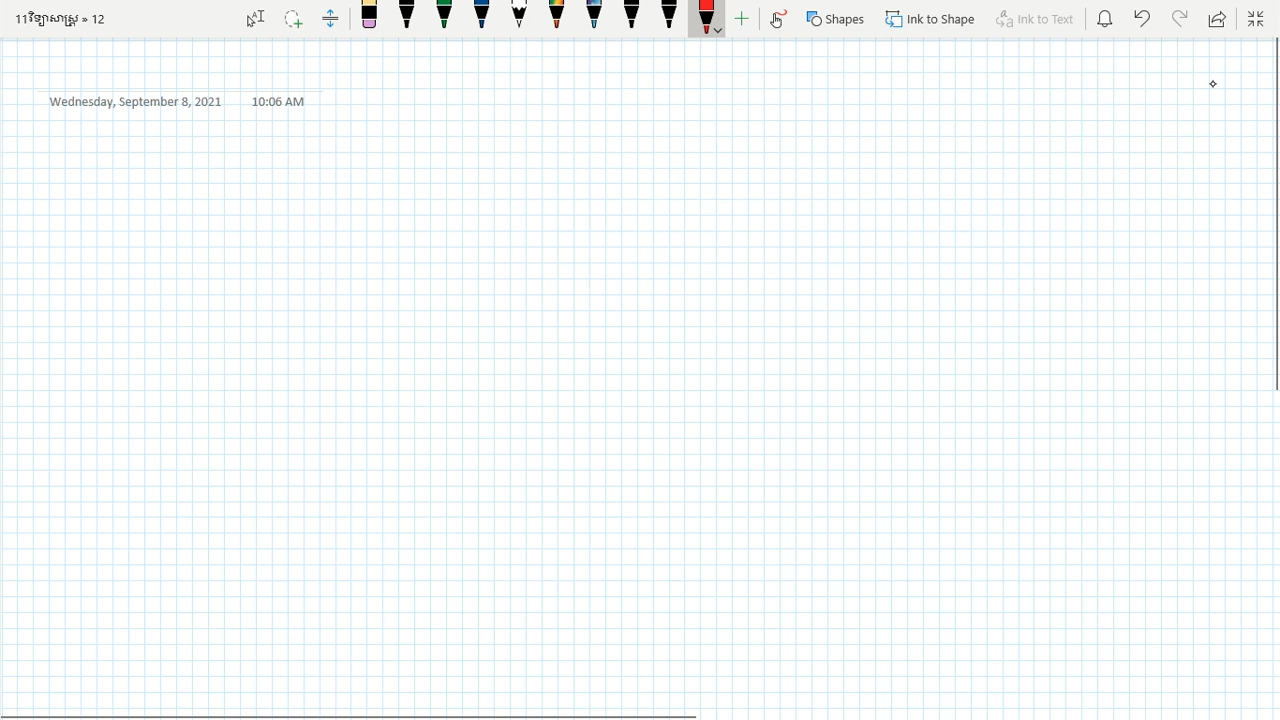 11វិទ្យាសាស្ត្រ » 12
Shapes
Ink to Shape
Ink to Text
Wednesday, September 8, 2021 10:06 AM